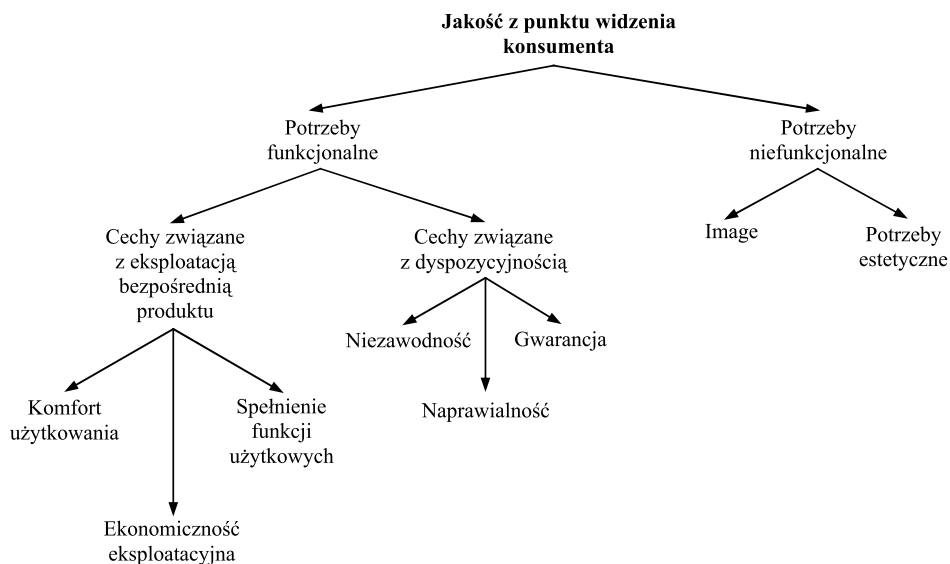 Jakość z punktu widzenia
konsumenta
Potrzeby
funkcjonalne
Potrzeby
niefunkcjonalne
Cechy związane
z eksploatacją
bezpośrednią
produktu
Cechy związane
z dyspozycyjnością
Image
Potrzeby
estetyczne
Niezawodność
Gwarancja
Naprawialność
Komfort
użytkowania
Spełnienie
funkcji
użytkowych
Ekonomiczność
eksploatacyjna